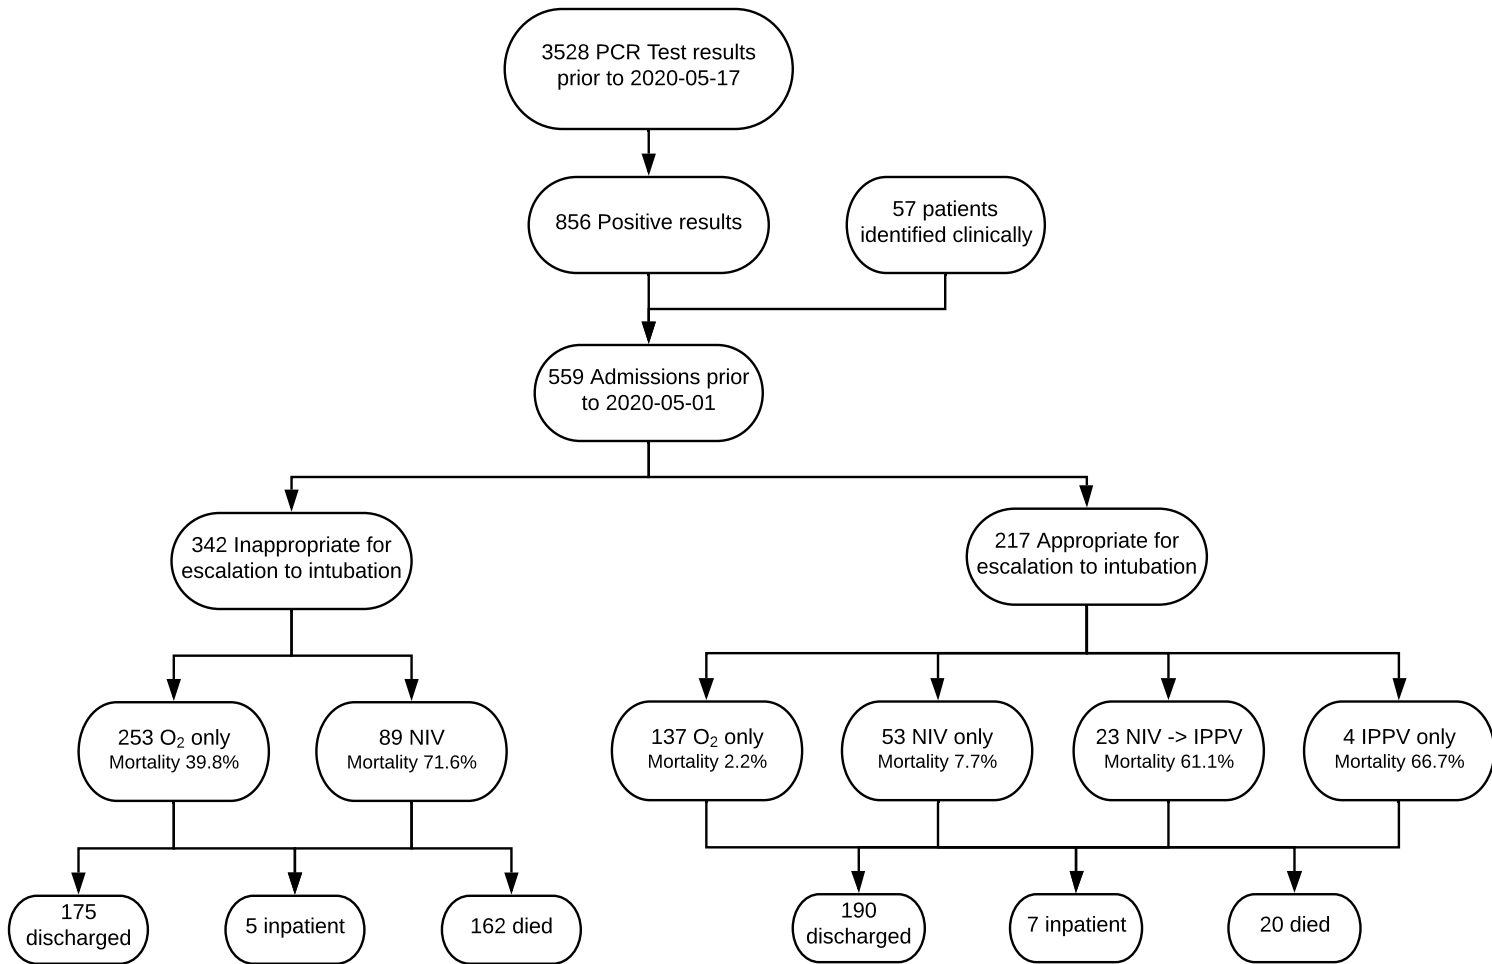 3528 PCR Test results
prior to 2020-05-17
856 Positive results
57 patients
identified clinically
559 Admissions prior
to 2020-05-01
342 Inappropriate for
escalation to intubation
217 Appropriate for
escalation to intubation
253 O₂ only
Mortality 39.8%
89 NIV
Mortality 71.6%
137 O₂ only
Mortality 2.2%
53 NIV only
Mortality 7.7%
23 NIV -> IPPV
Mortality 61.1%
4 IPPV only
Mortality 66.7%
175
discharged
5 inpatient
162 died
190
discharged
7 inpatient
20 died